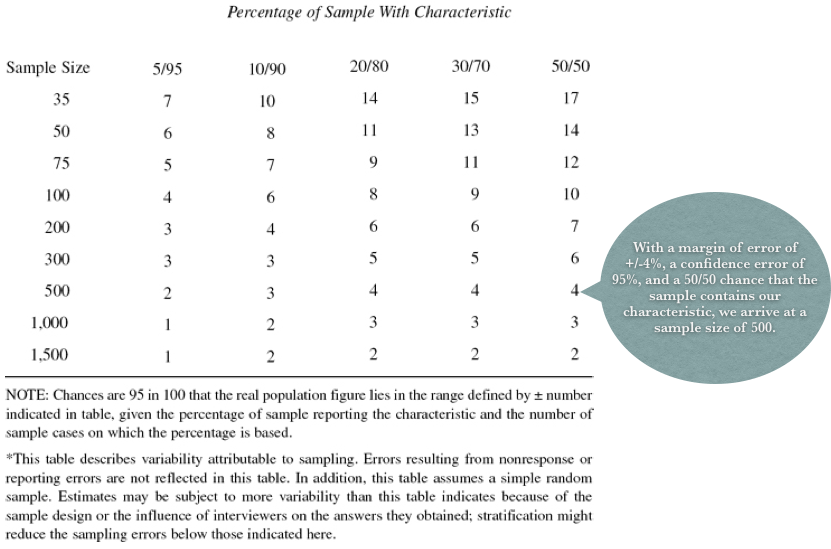 Percentage of Sample With Characteristic
Sample Size 5/95 10/90 20/80 30/70 50/50
35 7 10 14 15 17
50 6 8 11 13 14
75 5 7 9 11 12
100 4 6 8 9 10
200 3 4 6 6 7
300 3 3 5 5 6
500 2 3 4 4 4
1,000 1 2 3 3 3
1,500 1 2 2 2 2
With a margin of error of
+/-4%, a confidence error of
95%, and a 50/50 chance that the
sample contains our
characteristic, we arrive at a
sample size of 500.
NOTE: Chances are 95 in 100 that the real population figure lies in the range defined by ± number
indicated in table, given the percentage of sample reporting the characteristic and the number of
sample cases on which the percentage is based.
*This table describes variability attributable to sampling. Errors resulting from nonresponse or
reporting errors are not reflected in this table. In addition, this table assumes a simple random
sample. Estimates may be subject to more variability than this table indicates because of the
sample design or the influence of interviewers on the answers they obtained; stratification might
reduce the sampling errors below those indicated here.